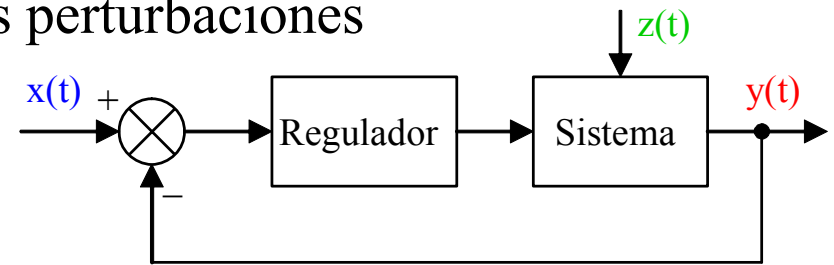 s perturbaciones
z(t)
x(t) + y(t)
Regulador Sistema
−